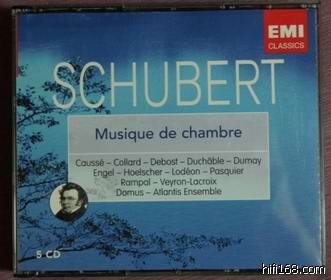 EMI
CLASSICS
SCHUBERT
Musique de chambre
Caussé – Collard – Debost – Duchâble – Dumay
Engel – Hoelscher – Lodéon – Pasquier
Rampal – Veyron-Lacroix
Domus – Atlantis Ensemble
5 CD
hifi168.com